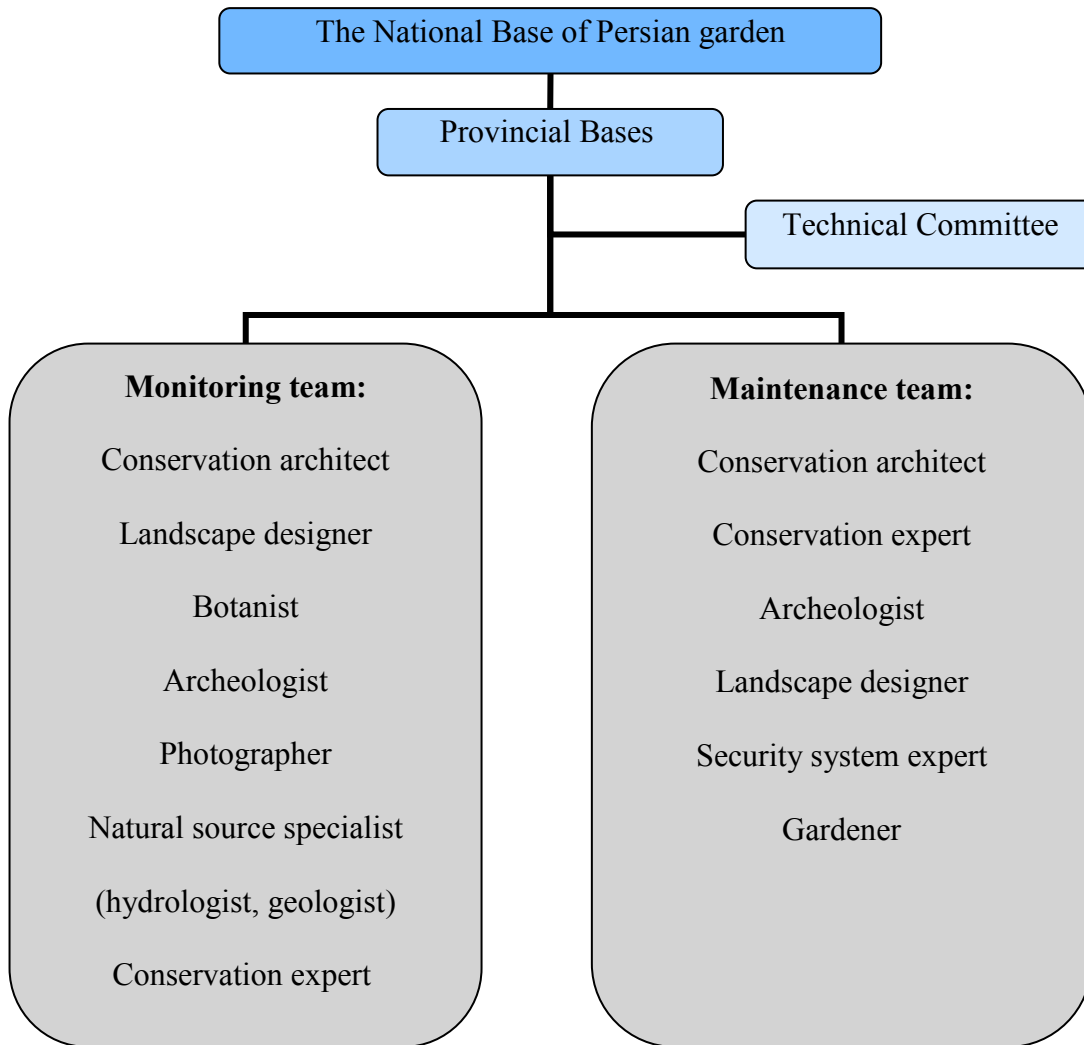 The National Base of Persian garden
Provincial Bases
Technical Committee
Monitoring team:
Conservation architect
Landscape designer
Botanist
Archeologist
Photographer
Natural source specialist
(hydrologist, geologist)
Conservation expert
Maintenance team:
Conservation architect
Conservation expert
Archeologist
Landscape designer
Security system expert
Gardener